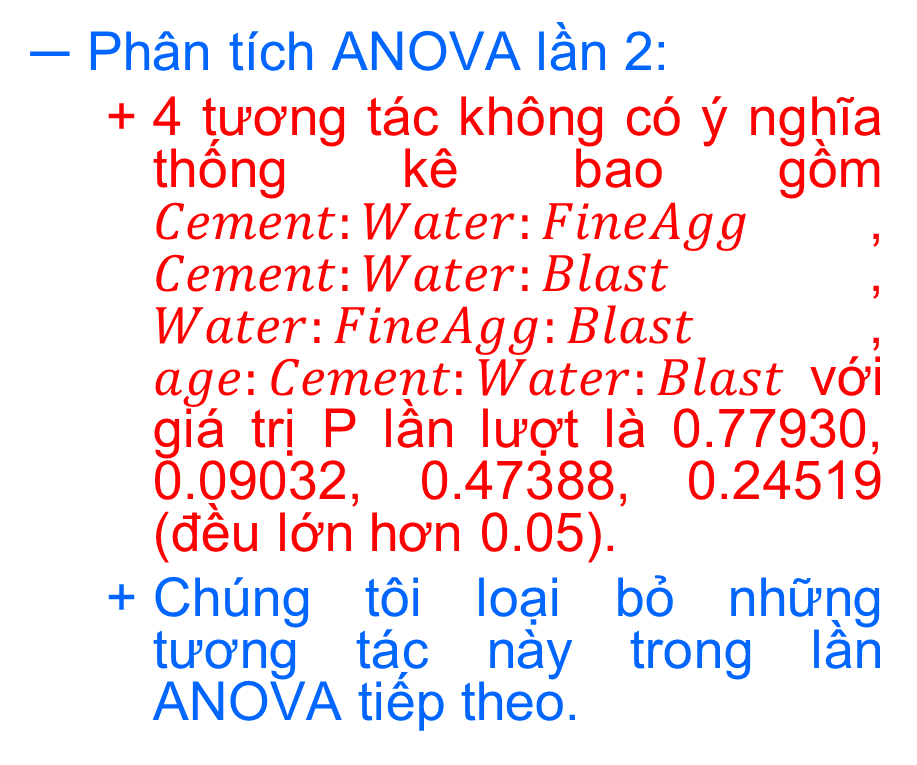 — Phân tích ANOVA lần 2:
+ 4 tương tác không có ý nghĩa
thống kê bao gồm
Cement:Water:FineAgg ,
Cement:Water:Blast ,
Water:FineAgg:Blast ,
age:Cement:Water:Blast với
giá trị P lần lượt là 0.77930,
0.09032, 0.47388, 0.24519
(đều lớn hơn 0.05).
+ Chúng tôi loại bỏ những
tương tác này trong lần
ANOVA tiếp theo.